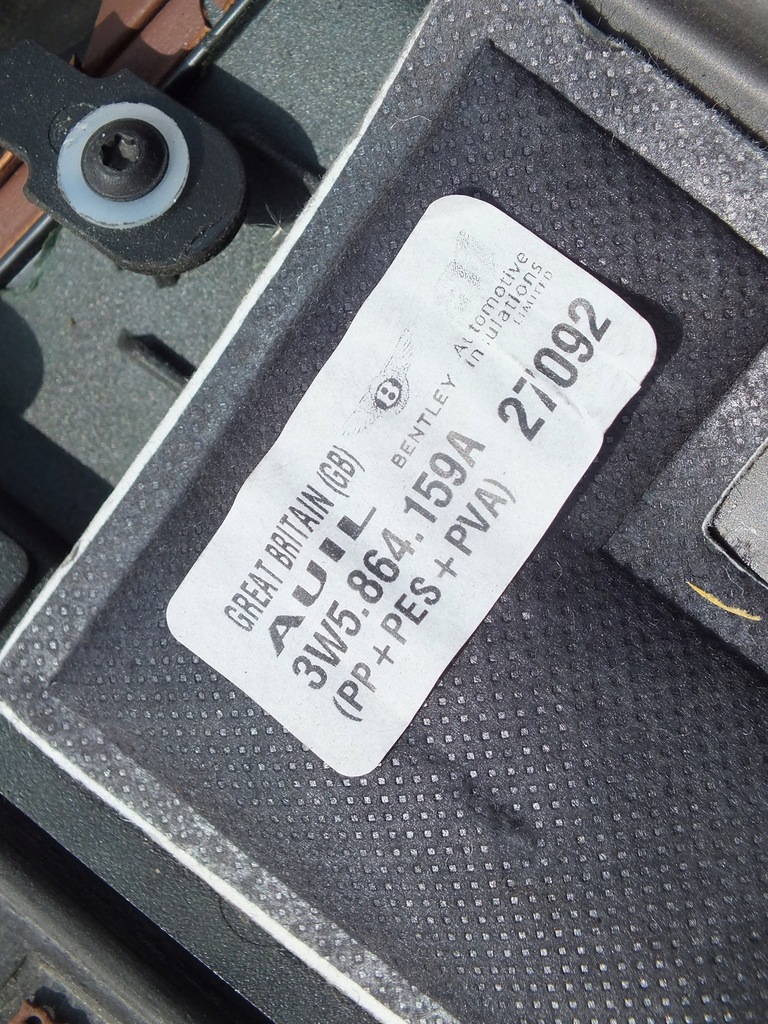 Automotive
Insulations
LIMITED
B
BENTLEY
27092
GREAT BRITAIN (GB)
AUIL
3W5.864.159A
(PP + PES + PVA)